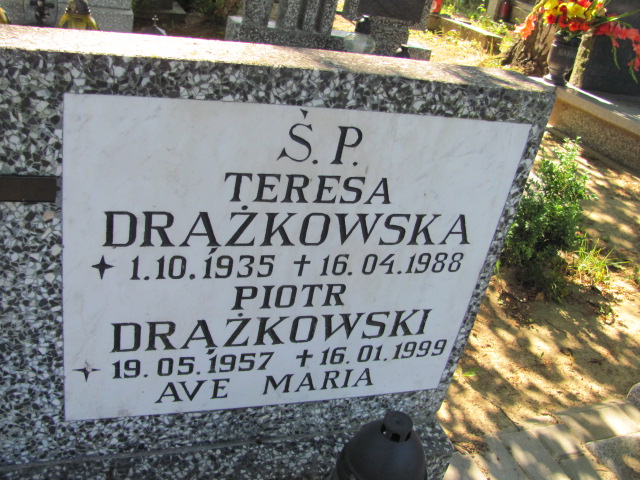 Ś.P.
TERESA
DRĄŻKOWSKA
✦ 1.10.1935 ✝ 16.04.1988
PIOTR
DRĄŻKOWSKI
✦ 19.05.1957 ✝ 16.01.1999
AVE MARIA